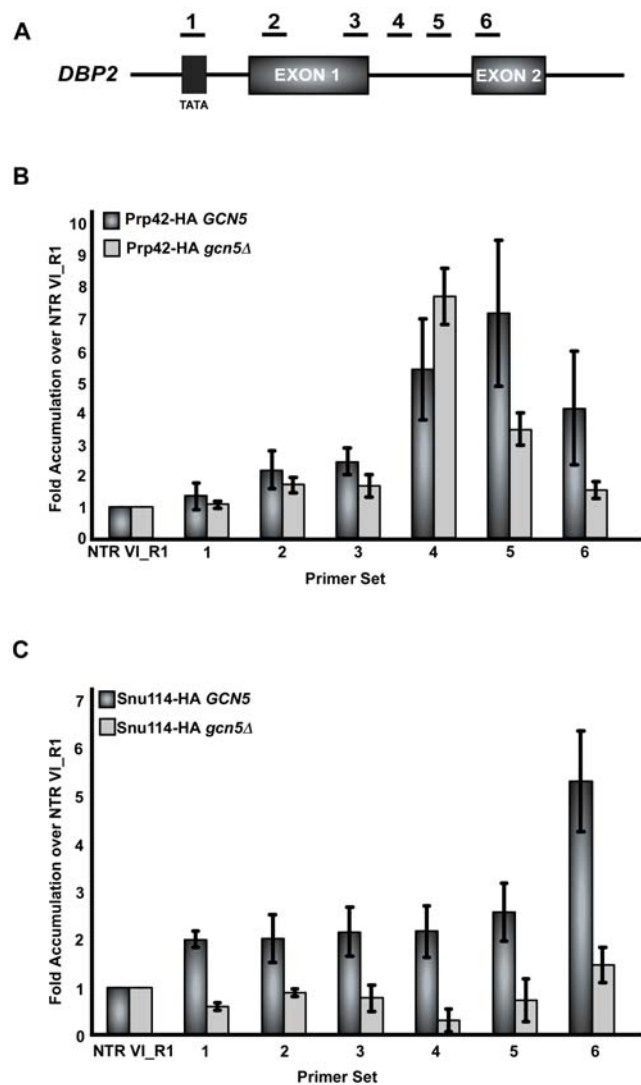 A
1 2 3 4 5 6
DBP2
EXON 1 EXON 2
TATA
B
Prp42-HA GCN5
Prp42-HA gcn5Δ
Fold Accumulation over NTR VI_R1
10
9
8
7
6
5
4
3
2
1
0
NTR VI_R1 1 2 3 4 5 6
Primer Set
C
Snu114-HA GCN5
Snu114-HA gcn5Δ
Fold Accumulation over NTR VI_R1
7
6
5
4
3
2
1
0
NTR VI_R1 1 2 3 4 5 6
Primer Set